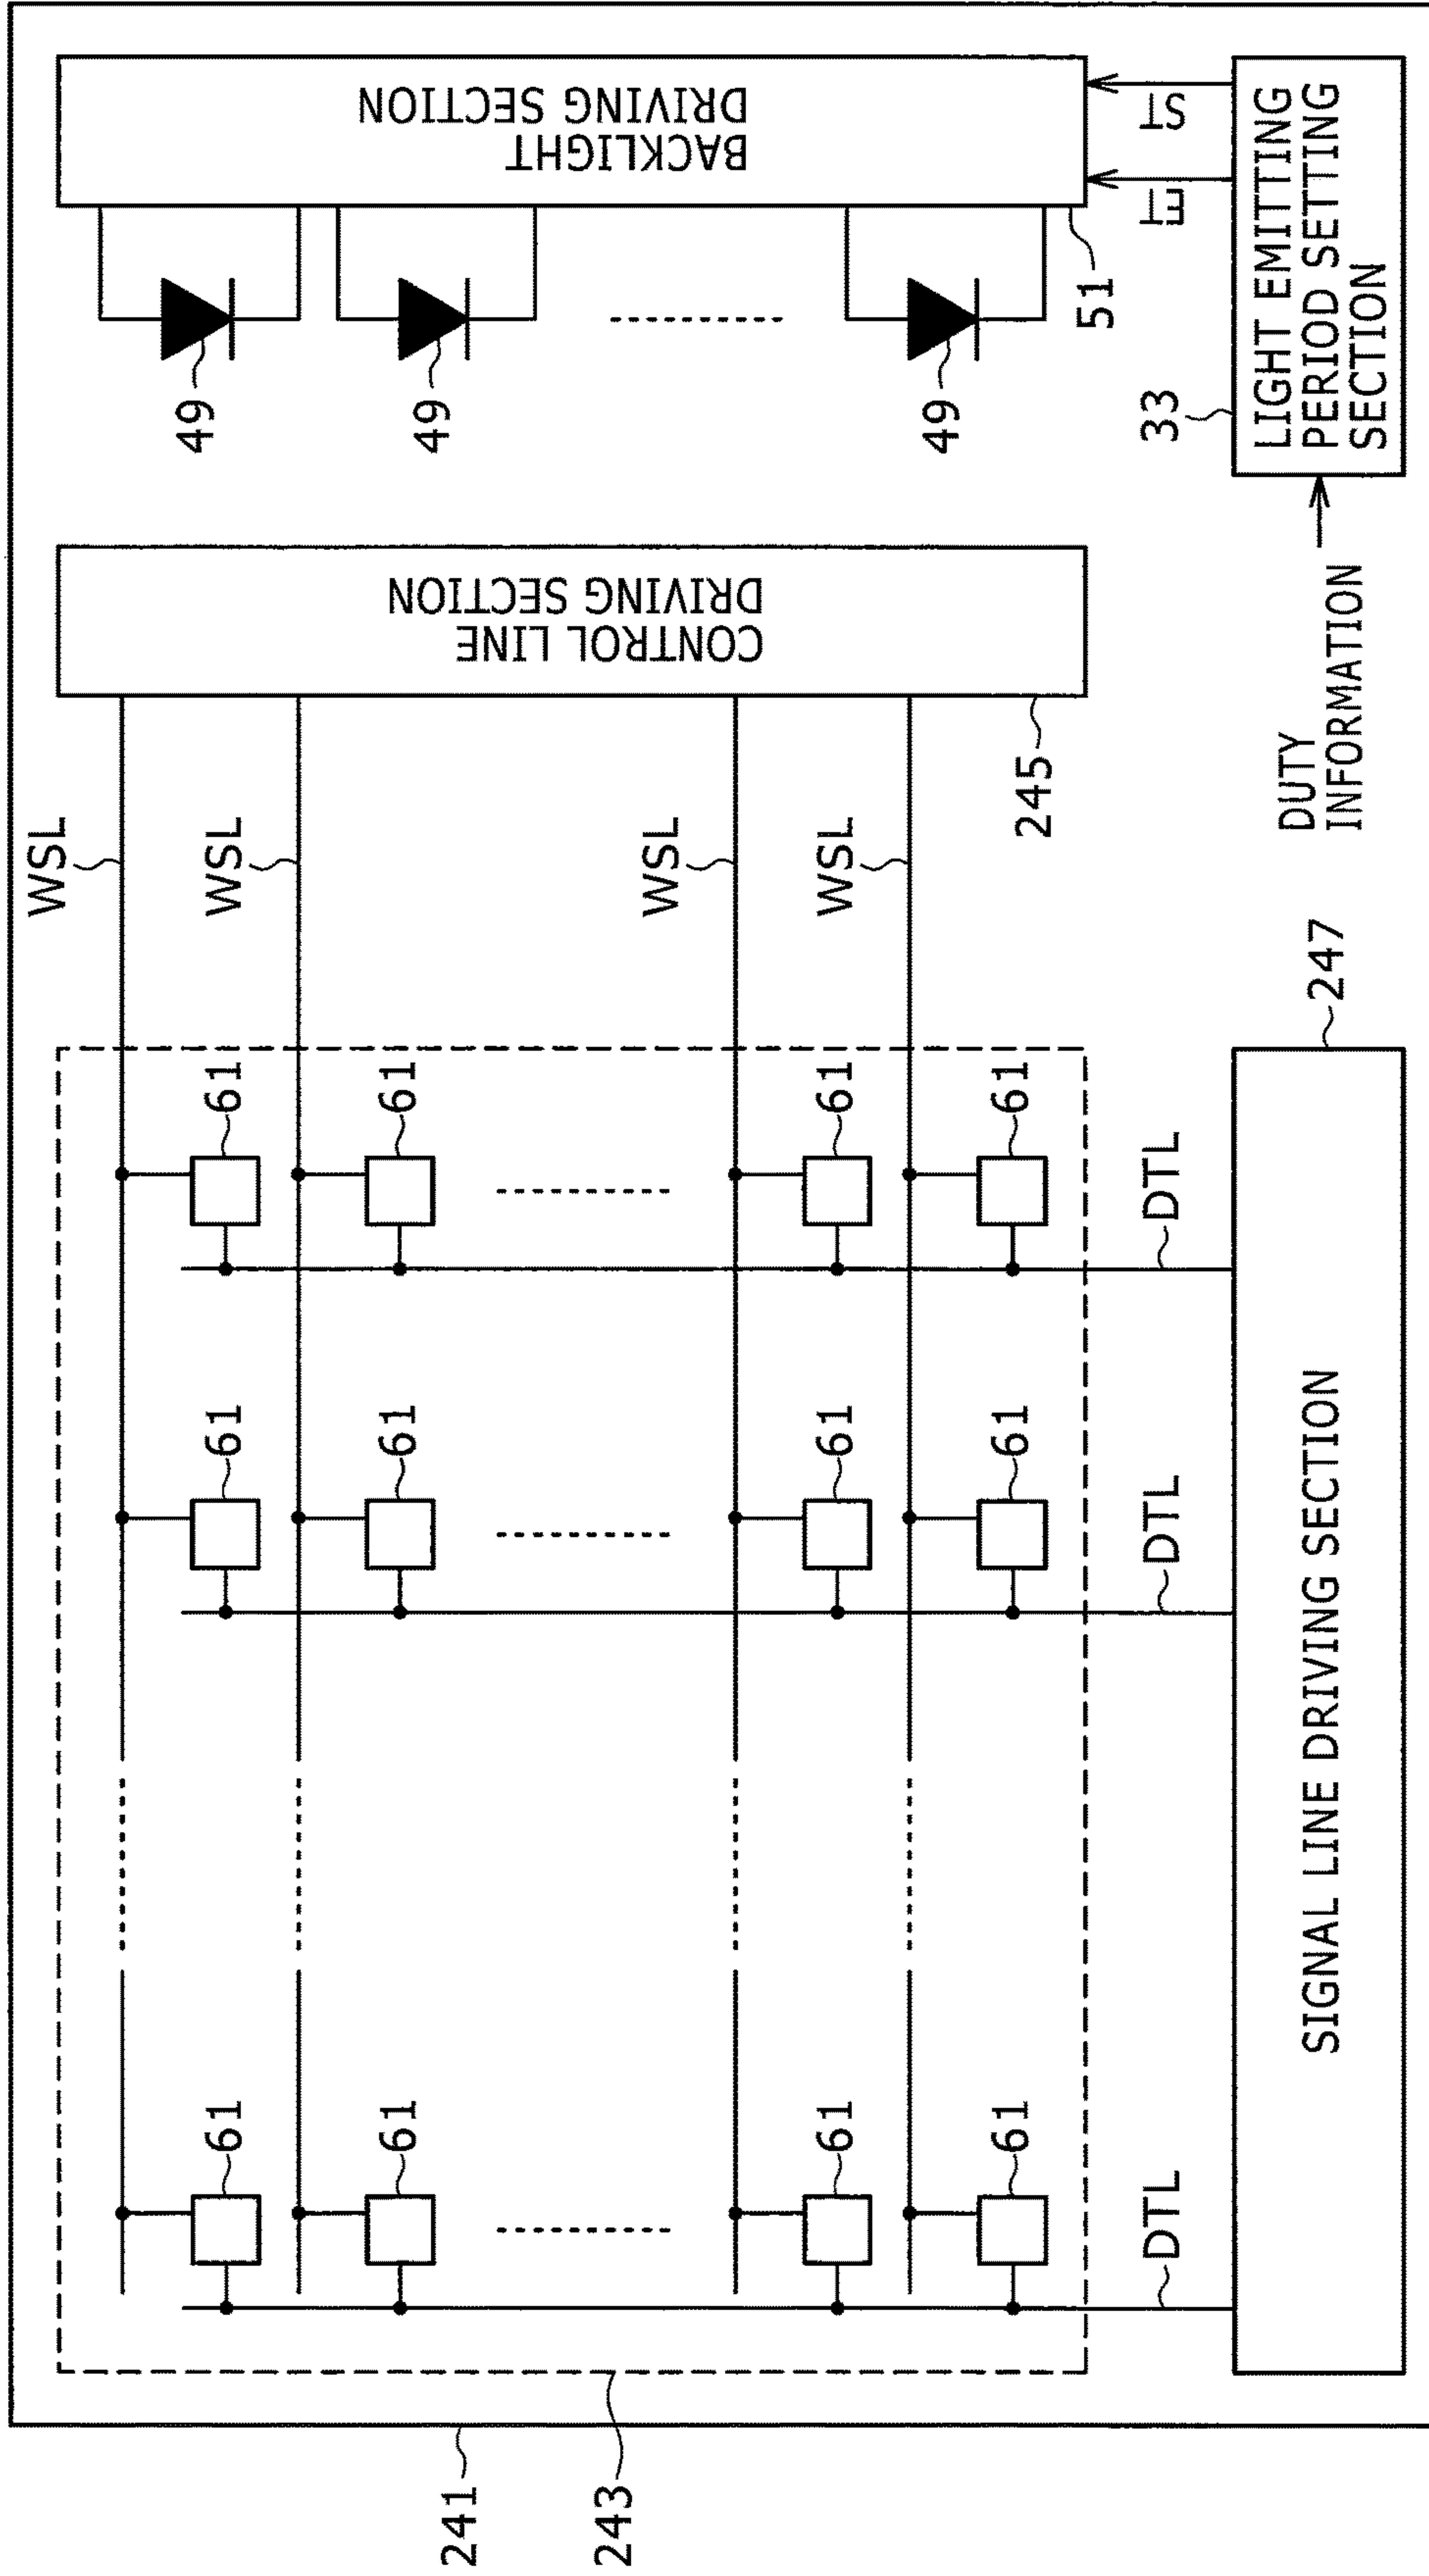 241
243
WSL
WSL
WSL
WSL
61
61
61
61
61
61
61
61
61
61
61
61
CONTROL LINE
DRIVING SECTION
245
49
49
49
BACKLIGHT
DRIVING SECTION
51
DTL
DTL
DTL
ET
ST
SIGNAL LINE DRIVING SECTION
247
DUTY
INFORMATION
33
LIGHT EMITTING
PERIOD SETTING
SECTION